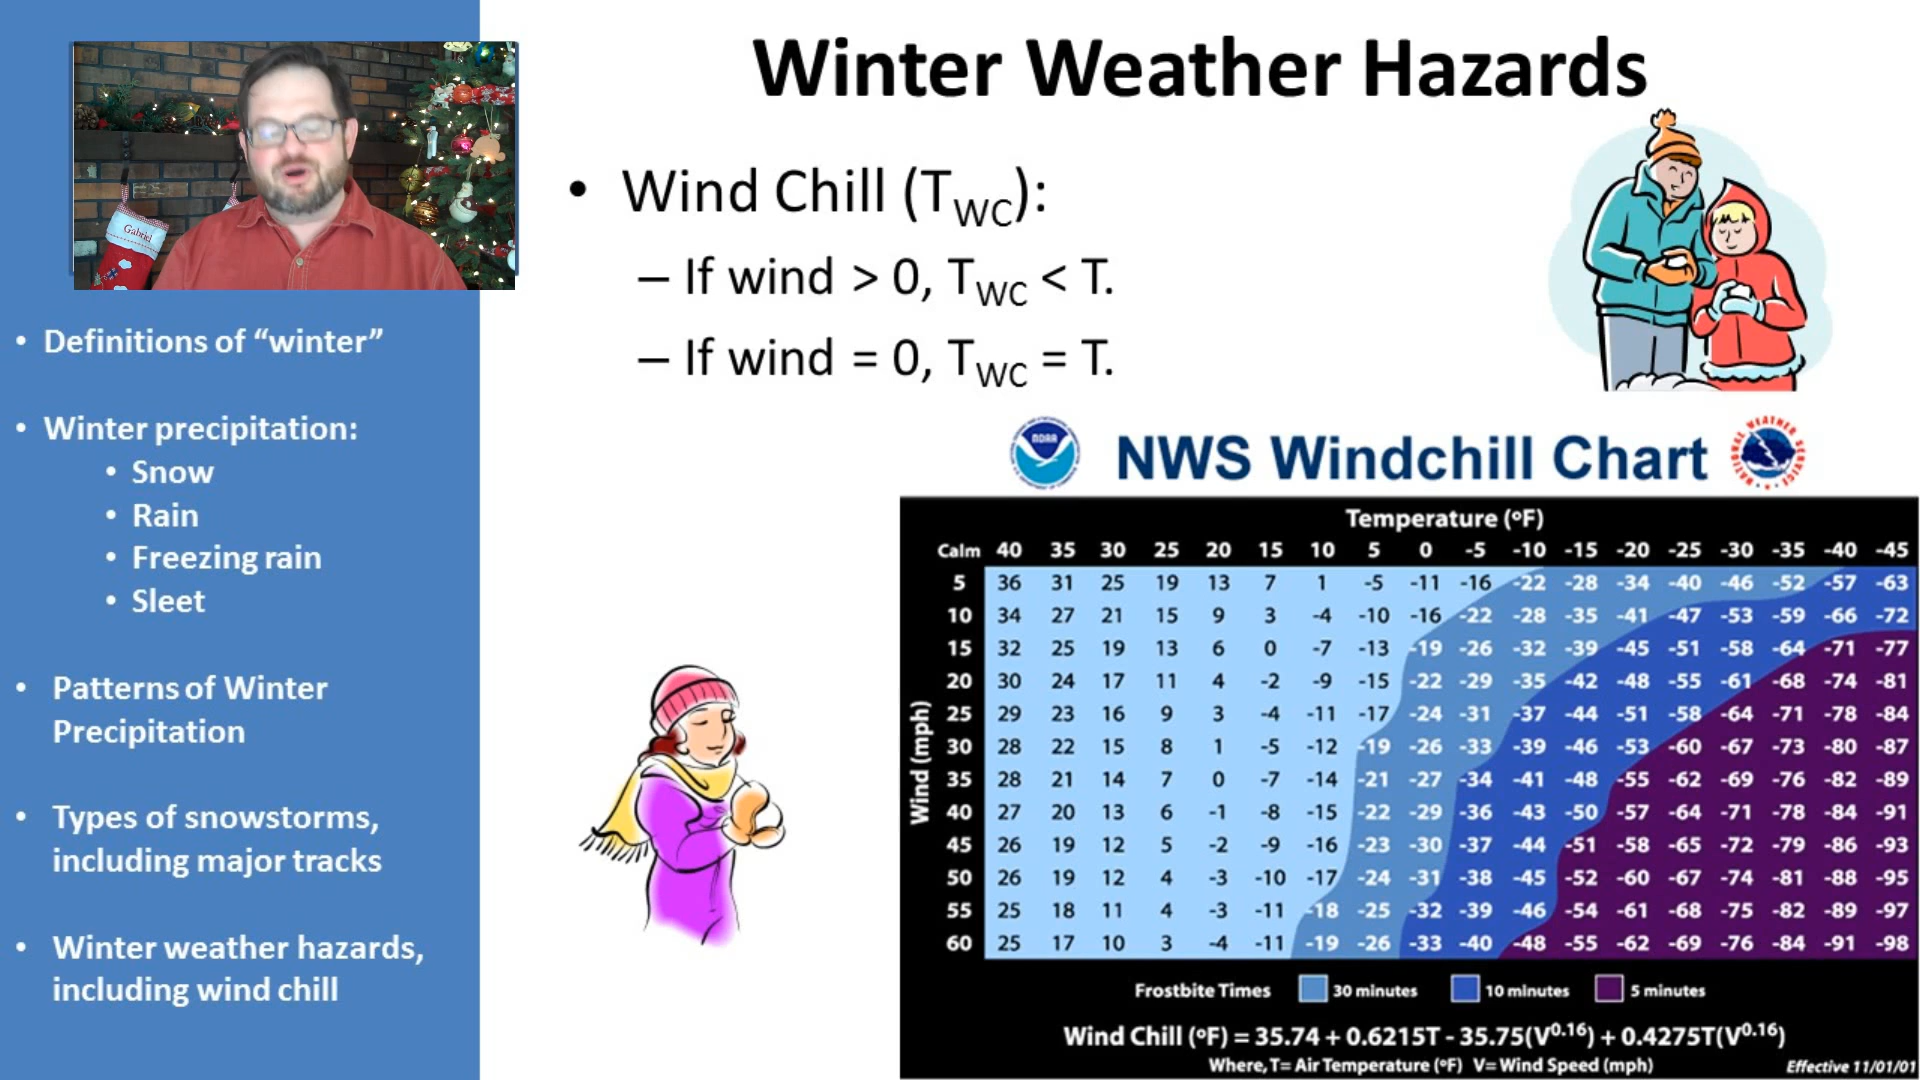 Winter Weather Hazards
Gabriel
• Definitions of “winter”
• Winter precipitation:
• Snow
• Rain
• Freezing rain
• Sleet
• Patterns of Winter
Precipitation
• Types of snowstorms,
including major tracks
• Winter weather hazards,
including wind chill
• Wind Chill (TWC):
– If wind > 0, TWC < T.
– If wind = 0, TWC = T.
NOAA
NWS Windchill Chart
NATIONAL WEATHER SERVICE
Temperature (°F)
Calm 40 35 30 25 20 15 10 5 0 -5 -10 -15 -20 -25 -30 -35 -40 -45
5 36 31 25 19 13 7 1 -5 -11 -16 -22 -28 -34 -40 -46 -52 -57 -63
10 34 27 21 15 9 3 -4 -10 -16 -22 -28 -35 -41 -47 -53 -59 -66 -72
15 32 25 19 13 6 0 -7 -13 -19 -26 -32 -39 -45 -51 -58 -64 -71 -77
20 30 24 17 11 4 -2 -9 -15 -22 -29 -35 -42 -48 -55 -61 -68 -74 -81
25 29 23 16 9 3 -4 -11 -17 -24 -31 -37 -44 -51 -58 -64 -71 -78 -84
30 28 22 15 8 1 -5 -12 -19 -26 -33 -39 -46 -53 -60 -67 -73 -80 -87
35 28 21 14 7 0 -7 -14 -21 -27 -34 -41 -48 -55 -62 -69 -76 -82 -89
40 27 20 13 6 -1 -8 -15 -22 -29 -36 -43 -50 -57 -64 -71 -78 -84 -91
45 26 19 12 5 -2 -9 -16 -23 -30 -37 -44 -51 -58 -65 -72 -79 -86 -93
50 26 19 12 4 -3 -10 -17 -24 -31 -38 -45 -52 -60 -67 -74 -81 -88 -95
55 25 18 11 4 -3 -11 -18 -25 -32 -39 -46 -54 -61 -68 -75 -82 -89 -97
60 25 17 10 3 -4 -11 -19 -26 -33 -40 -48 -55 -62 -69 -76 -84 -91 -98
Wind (mph)
Frostbite Times 30 minutes 10 minutes 5 minutes
Wind Chill (°F) = 35.74 + 0.6215T - 35.75(V0.16) + 0.4275T(V0.16)
Where, T= Air Temperature (°F) V= Wind Speed (mph)
Effective 11/01/01